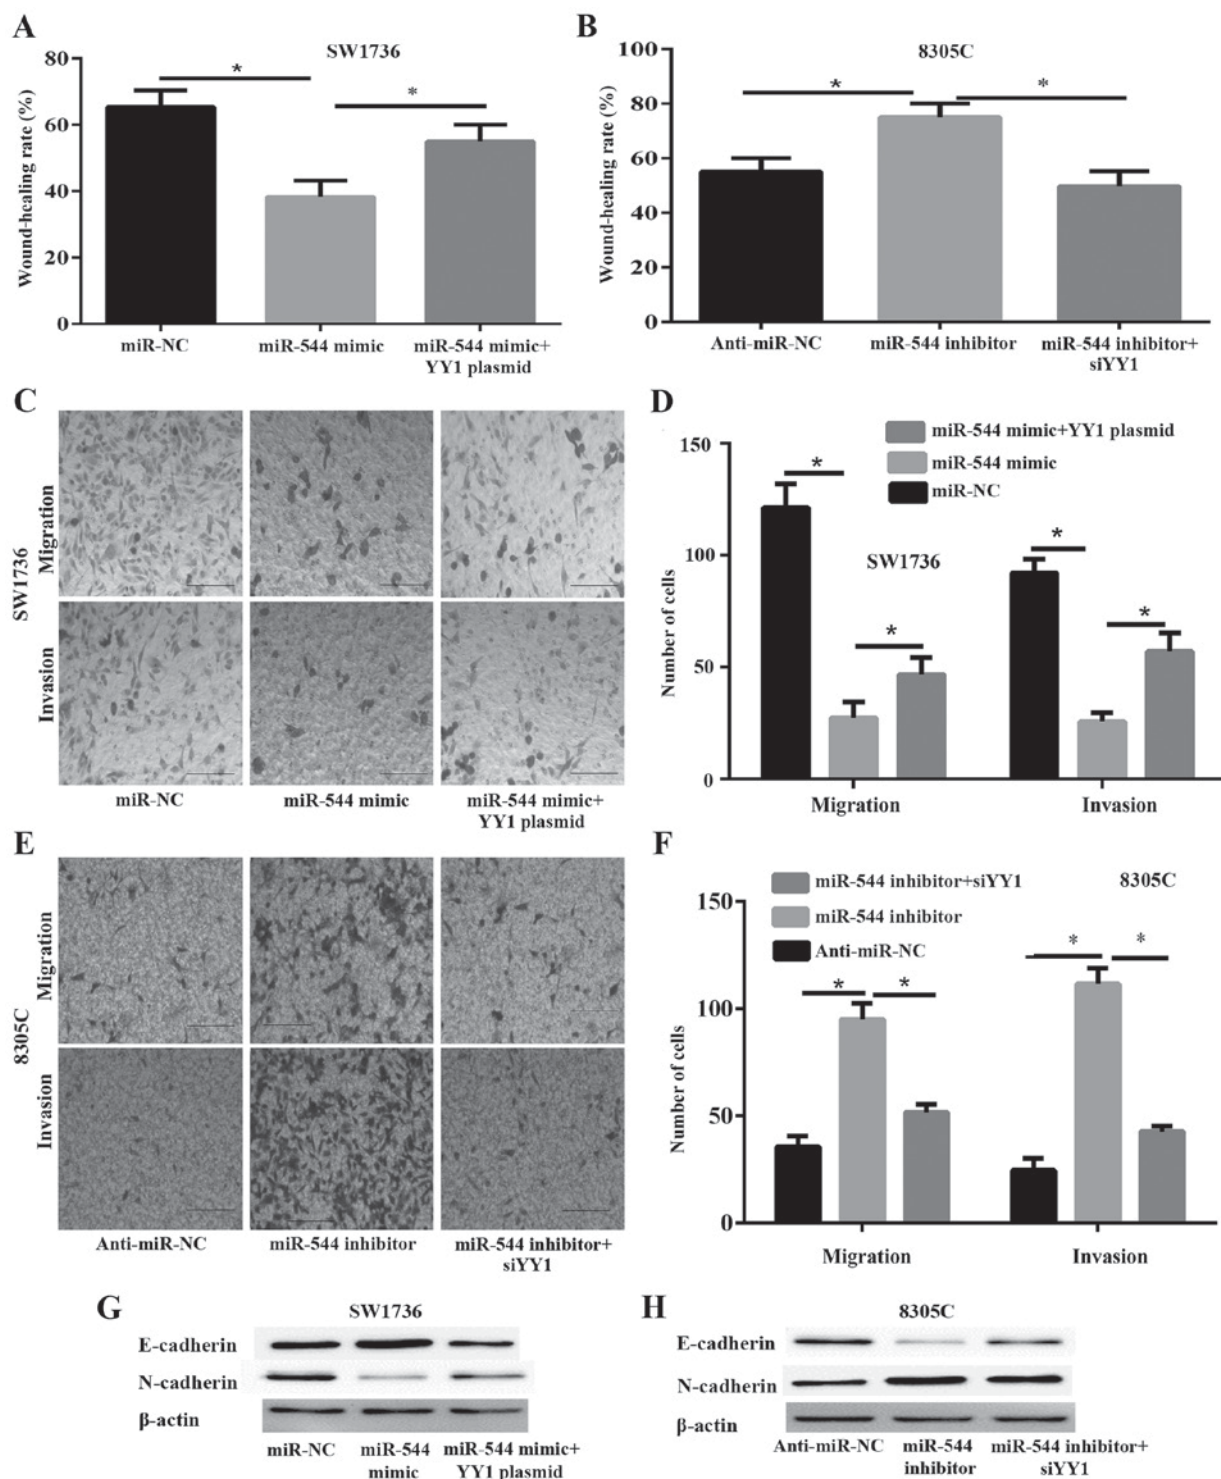 A
SW1736
80
60
40
20
0
Wound-healing rate (%)
*
*
miR-NC
miR-544 mimic
miR-544 mimic+
YY1 plasmid
B
8305C
100
80
60
40
20
0
Wound-healing rate (%)
*
*
Anti-miR-NC
miR-544 inhibitor
miR-544 inhibitor+
siYY1
C
SW1736
Migration
Invasion
miR-NC
miR-544 mimic
miR-544 mimic+
YY1 plasmid
D
miR-544 mimic+YY1 plasmid
miR-544 mimic
miR-NC
SW1736
150
100
50
0
Number of cells
*
*
*
*
Migration
Invasion
E
8305C
Migration
Invasion
Anti-miR-NC
miR-544 inhibitor
miR-544 inhibitor+
siYY1
F
8305C
miR-544 inhibitor+siYY1
miR-544 inhibitor
Anti-miR-NC
150
100
50
0
Number of cells
*
*
*
*
Migration
Invasion
G
SW1736
E-cadherin
N-cadherin
β-actin
miR-NC
miR-544
mimic
miR-544 mimic+
YY1 plasmid
H
8305C
E-cadherin
N-cadherin
β-actin
Anti-miR-NC
miR-544
inhibitor
miR-544 inhibitor+
siYY1